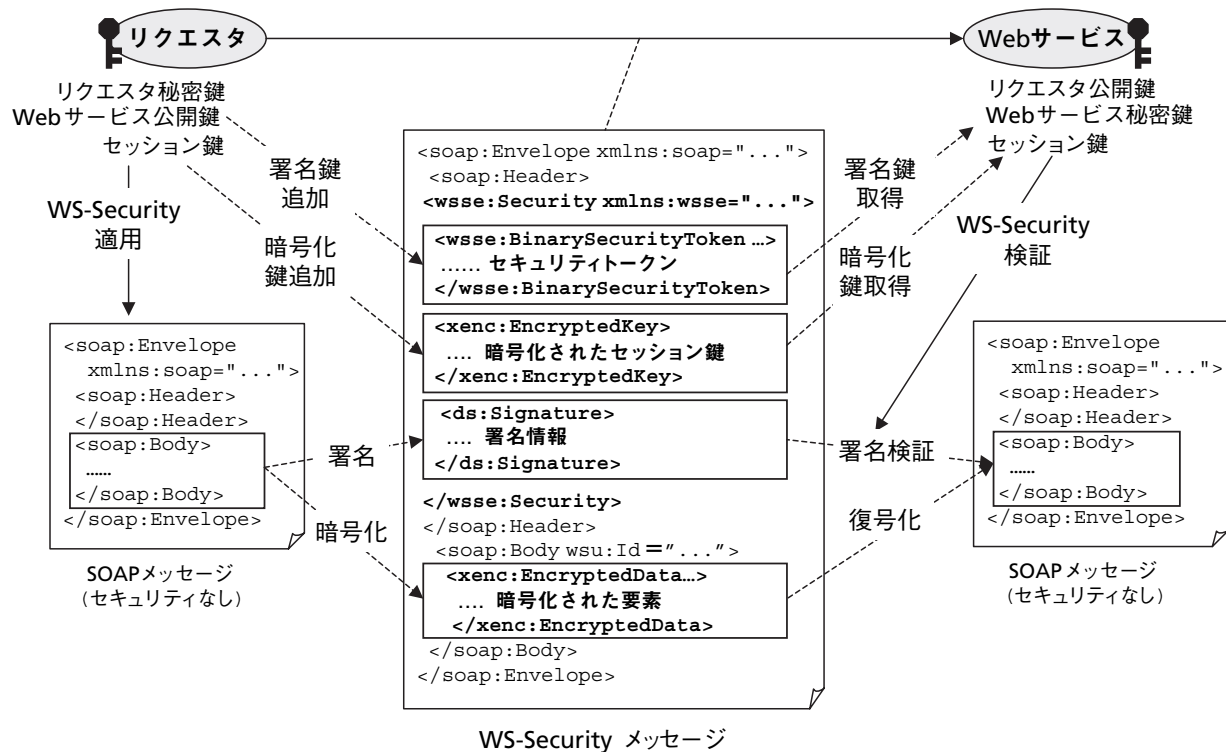 リクエスタ
Webサービス
リクエスタ秘密鍵
Webサービス公開鍵
セッション鍵
リクエスタ公開鍵
Webサービス秘密鍵
セッション鍵
WS-Security
適用
署名鍵
追加
暗号化
鍵追加
署名鍵
取得
暗号化
鍵取得
WS-Security
検証
<soap:Envelope
xmlns:soap="...">
<soap:Header>
</soap:Header>
<soap:Body>
……
</soap:Body>
</soap:Envelope>
SOAPメッセージ
(セキュリティなし)
署名
暗号化
<soap:Envelope xmlns:soap="...">
<soap:Header>
<wsse:Security xmlns:wsse="...">
<wsse:BinarySecurityToken …>
…… セキュリティトークン
</wsse:BinarySecurityToken>
<xenc:EncryptedKey>
…. 暗号化されたセッション鍵
</xenc:EncryptedKey>
<ds:Signature>
…. 署名情報
</ds:Signature>
</wsse:Security>
</soap:Header>
<soap:Body wsu:Id="...">
<xenc:EncryptedData…>
…. 暗号化された要素
</xenc:EncryptedData>
</soap:Body>
</soap:Envelope>
WS-Security メッセージ
署名検証
復号化
<soap:Envelope
xmlns:soap="...">
<soap:Header>
</soap:Header>
<soap:Body>
……
</soap:Body>
</soap:Envelope>
SOAPメッセージ
(セキュリティなし)